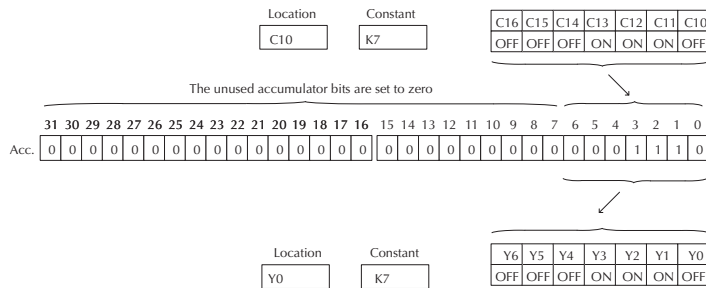 Location Constant
C10 K7
C16 C15 C14 C13 C12 C11 C10
OFF OFF OFF ON ON ON OFF
The unused accumulator bits are set to zero
31 30 29 28 27 26 25 24 23 22 21 20 19 18 17 16 15 14 13 12 11 10 9 8 7 6 5 4 3 2 1 0
Acc. 0 0 0 0 0 0 0 0 0 0 0 0 0 0 0 0 0 0 0 0 0 0 0 0 0 0 0 0 1 1 1 0
Location Constant
Y0 K7
Y6 Y5 Y4 Y3 Y2 Y1 Y0
OFF OFF OFF ON ON ON OFF